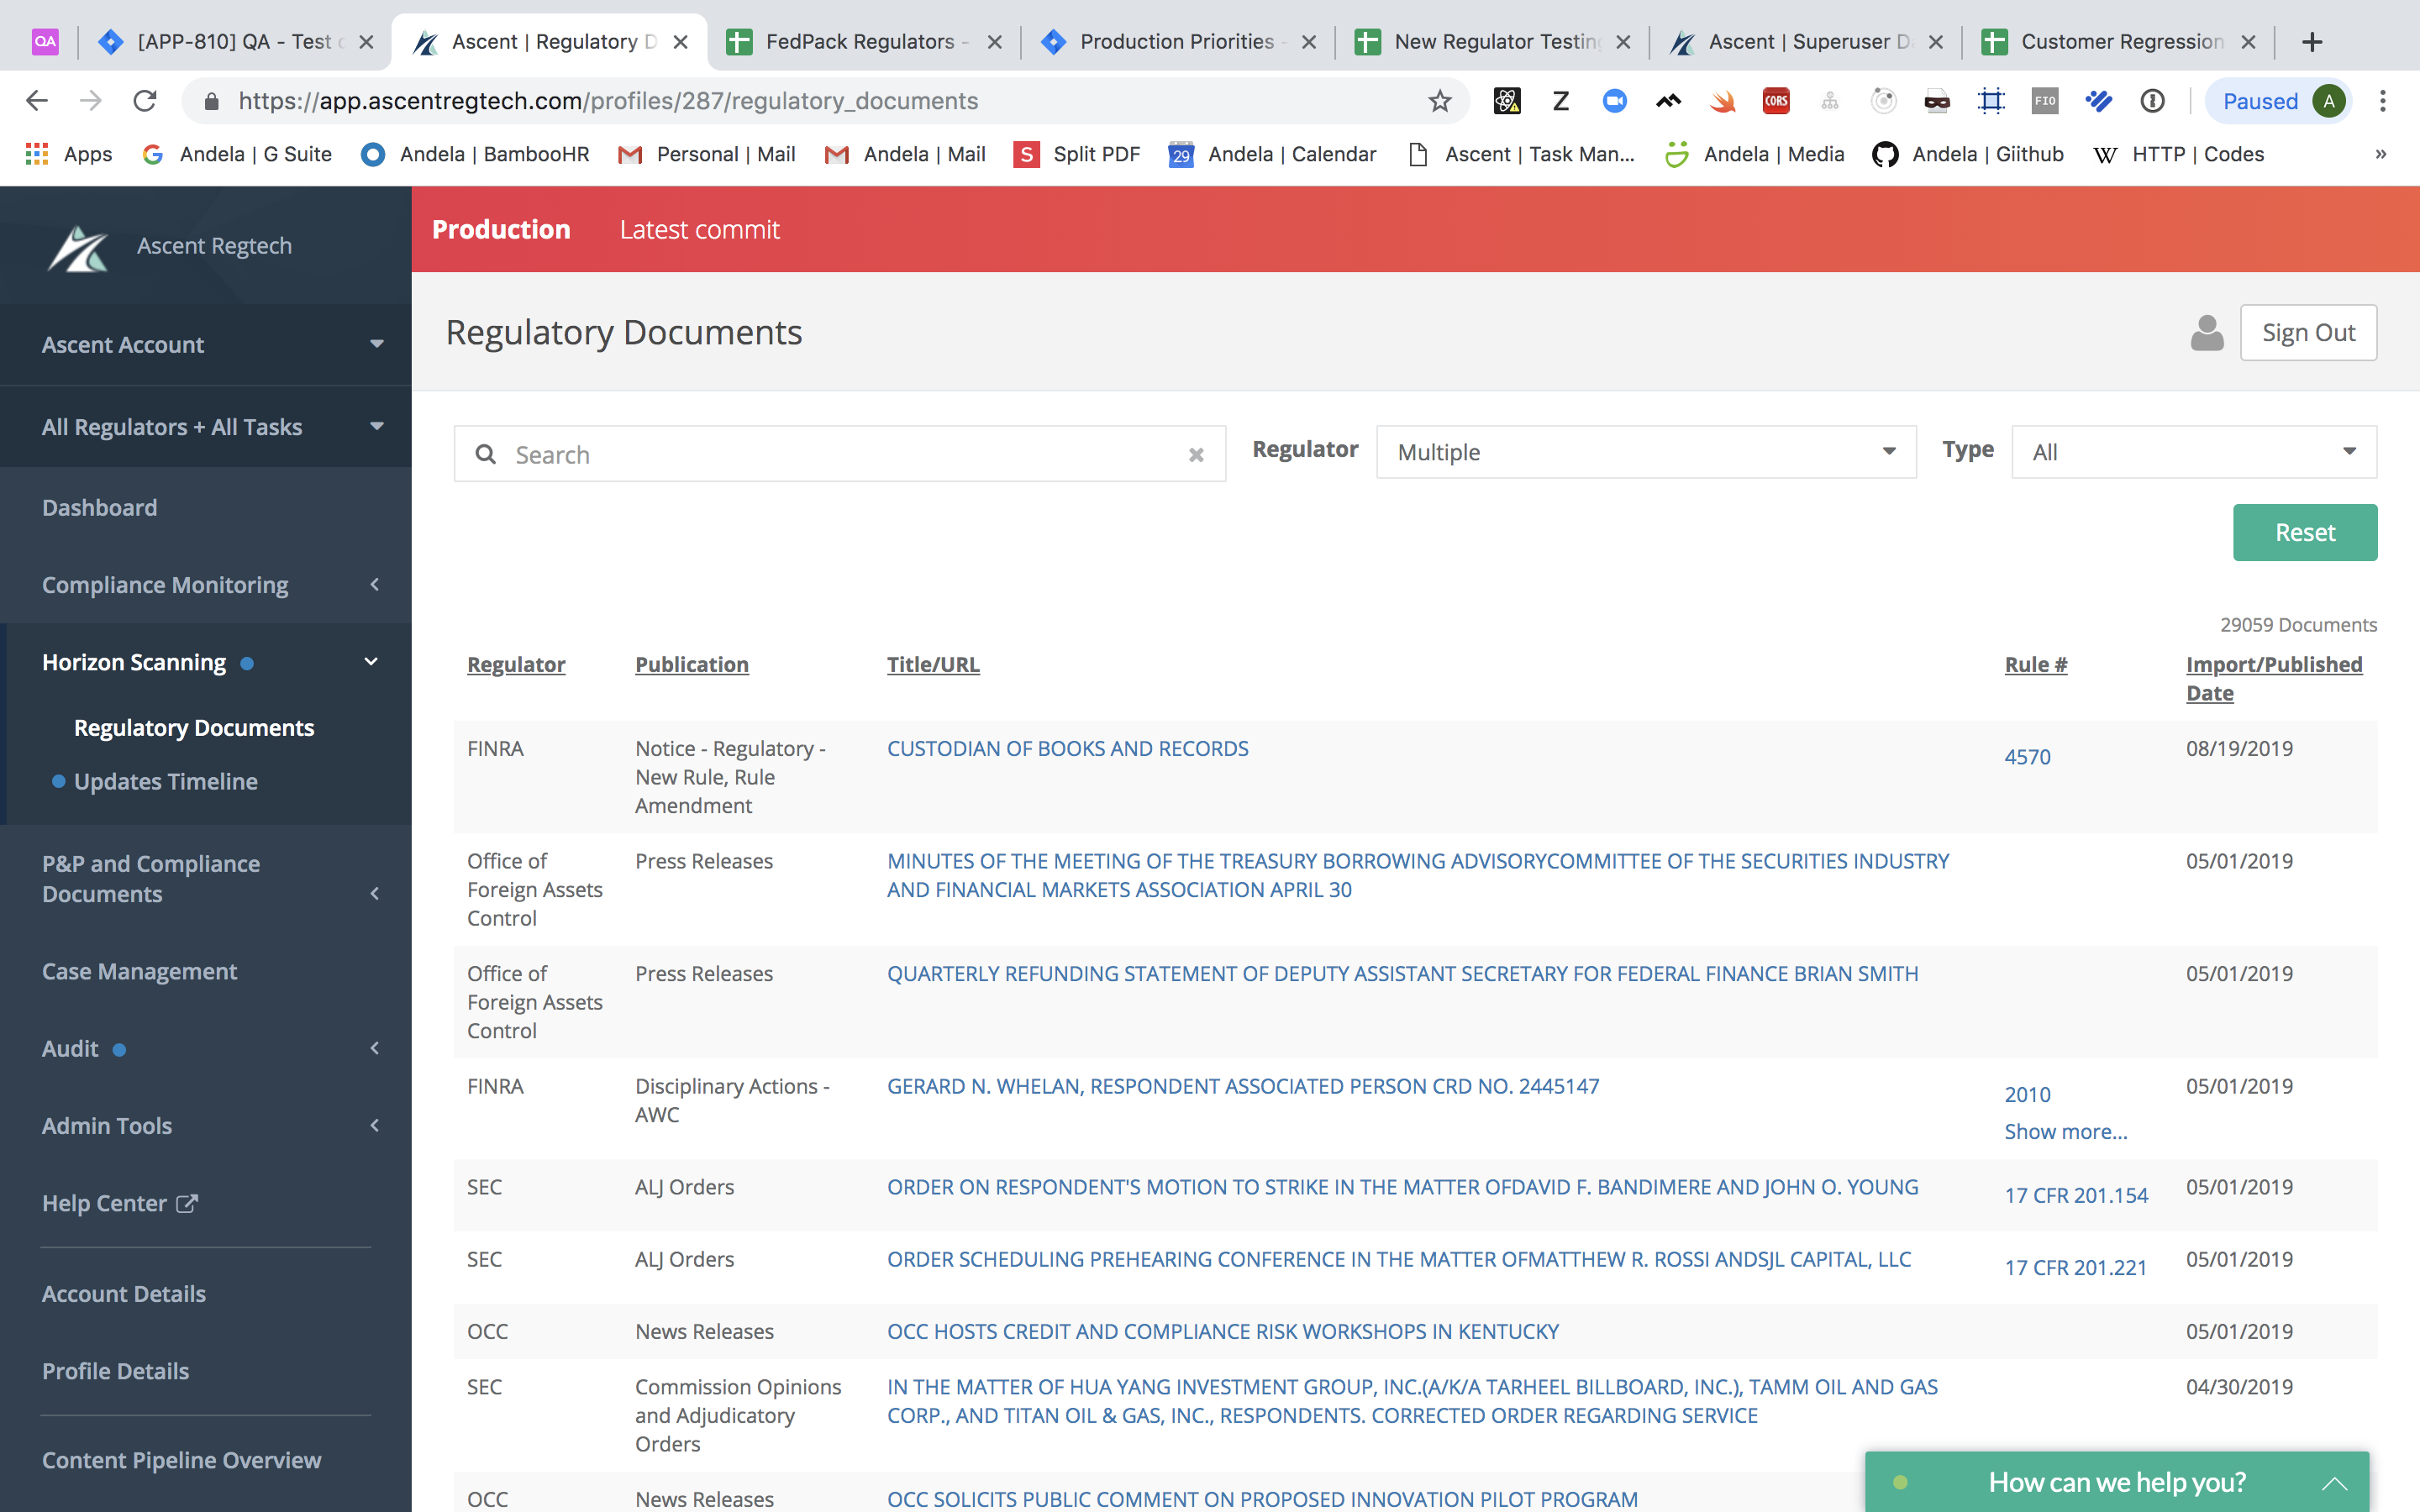 QA
[APP-810] QA - Test
Ascent | Regulatory D
FedPack Regulators -
Production Priorities -
New Regulator Testing
Ascent | Superuser D
Customer Regression
https://app.ascentregtech.com/profiles/287/regulatory_documents
Z
CORS
FIO
Paused
A
Apps
Andela | G Suite
Andela | BambooHR
Personal | Mail
Andela | Mail
S
Split PDF
29
Andela | Calendar
Ascent | Task Man...
Andela | Media
Andela | Giithub
W
HTTP | Codes
»
Ascent Regtech
Production
Latest commit
Ascent Account
Regulatory Documents
Sign Out
All Regulators + All Tasks
Search
Regulator
Multiple
Type
All
Reset
Dashboard
Compliance Monitoring
Horizon Scanning
Regulatory Documents
Updates Timeline
P&P and Compliance
Documents
Case Management
Audit
Admin Tools
Help Center
Account Details
Profile Details
Content Pipeline Overview
29059 Documents
Regulator
Publication
Title/URL
Rule #
Import/Published
Date
FINRA
Notice - Regulatory -
New Rule, Rule
Amendment
CUSTODIAN OF BOOKS AND RECORDS
4570
08/19/2019
Office of
Foreign Assets
Control
Press Releases
MINUTES OF THE MEETING OF THE TREASURY BORROWING ADVISORYCOMMITTEE OF THE SECURITIES INDUSTRY
AND FINANCIAL MARKETS ASSOCIATION APRIL 30
05/01/2019
Office of
Foreign Assets
Control
Press Releases
QUARTERLY REFUNDING STATEMENT OF DEPUTY ASSISTANT SECRETARY FOR FEDERAL FINANCE BRIAN SMITH
05/01/2019
FINRA
Disciplinary Actions -
AWC
GERARD N. WHELAN, RESPONDENT ASSOCIATED PERSON CRD NO. 2445147
2010
Show more...
05/01/2019
SEC
ALJ Orders
ORDER ON RESPONDENT'S MOTION TO STRIKE IN THE MATTER OFDAVID F. BANDIMERE AND JOHN O. YOUNG
17 CFR 201.154
05/01/2019
SEC
ALJ Orders
ORDER SCHEDULING PREHEARING CONFERENCE IN THE MATTER OFMATTHEW R. ROSSI ANDSJL CAPITAL, LLC
17 CFR 201.221
05/01/2019
OCC
News Releases
OCC HOSTS CREDIT AND COMPLIANCE RISK WORKSHOPS IN KENTUCKY
05/01/2019
SEC
Commission Opinions
and Adjudicatory
Orders
IN THE MATTER OF HUA YANG INVESTMENT GROUP, INC.(A/K/A TARHEEL BILLBOARD, INC.), TAMM OIL AND GAS
CORP., AND TITAN OIL & GAS, INC., RESPONDENTS. CORRECTED ORDER REGARDING SERVICE
04/30/2019
OCC
News Releases
OCC SOLICITS PUBLIC COMMENT ON PROPOSED INNOVATION PILOT PROGRAM
How can we help you?